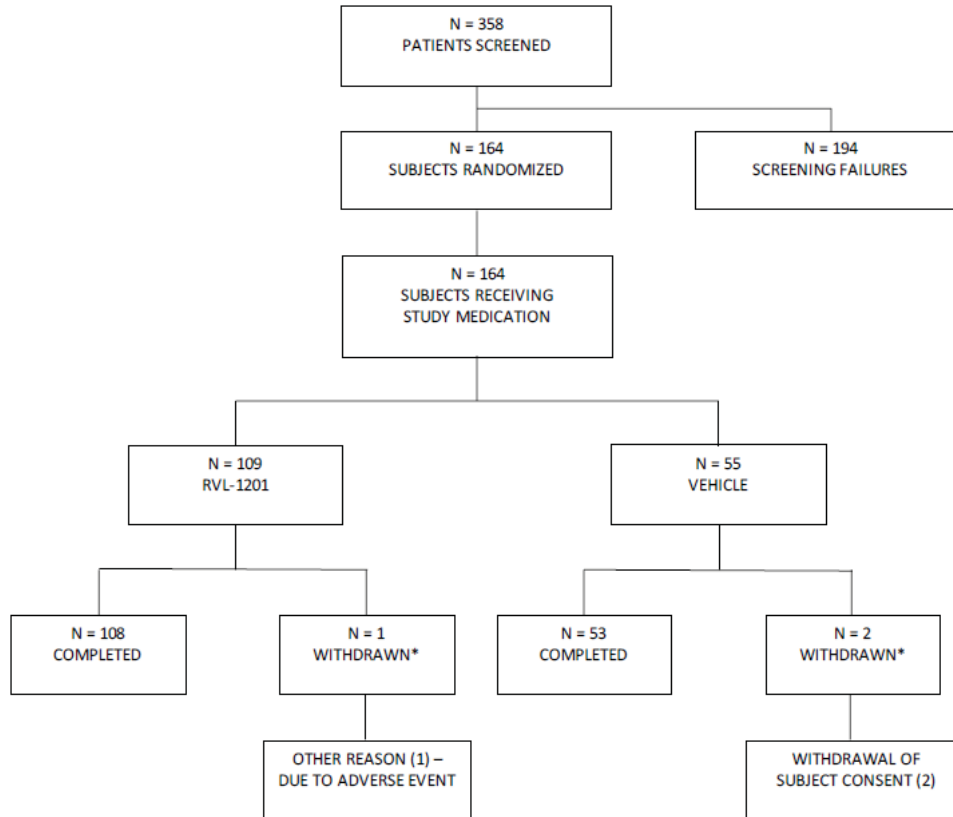 N = 358
PATIENTS SCREENED
N = 164
SUBJECTS RANDOMIZED
N = 194
SCREENING FAILURES
N = 164
SUBJECTS RECEIVING
STUDY MEDICATION
N = 109
RVL-1201
N = 55
VEHICLE
N = 108
COMPLETED
N = 1
WITHDRAWN*
N = 53
COMPLETED
N = 2
WITHDRAWN*
OTHER REASON (1) –
DUE TO ADVERSE EVENT
WITHDRAWAL OF
SUBJECT CONSENT (2)